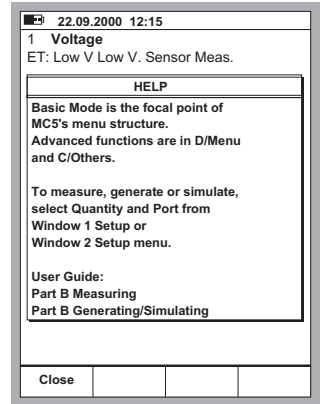 22.09.2000 12:15
1 Voltage
ET: Low V Low V. Sensor Meas.
HELP
Basic Mode is the focal point of
MC5's menu structure.
Advanced functions are in D/Menu
and C/Others.
To measure, generate or simulate,
select Quantity and Port from
Window 1 Setup or
Window 2 Setup menu.
User Guide:
Part B Measuring
Part B Generating/Simulating
Close